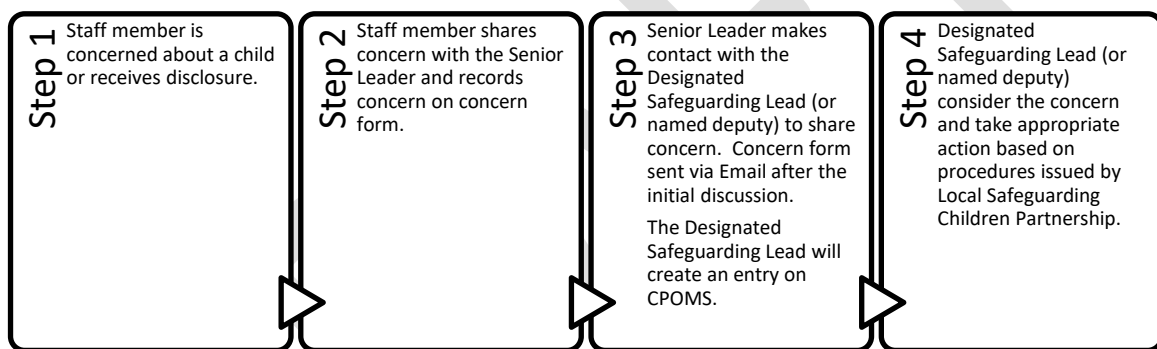 Step 1
Staff member is
concerned about a child
or receives disclosure.
Step 2
Staff member shares
concern with the Senior
Leader and records
concern on concern
form.
Step 3
Senior Leader makes
contact with the
Designated
Safeguarding Lead (or
named deputy) to share
concern. Concern form
sent via Email after the
initial discussion.
The Designated
Safeguarding Lead will
create an entry on
CPOMS.
Step 4
Designated
Safeguarding Lead (or
named deputy)
consider the concern
and take appropriate
action based on
procedures issued by
Local Safeguarding
Children Partnership.